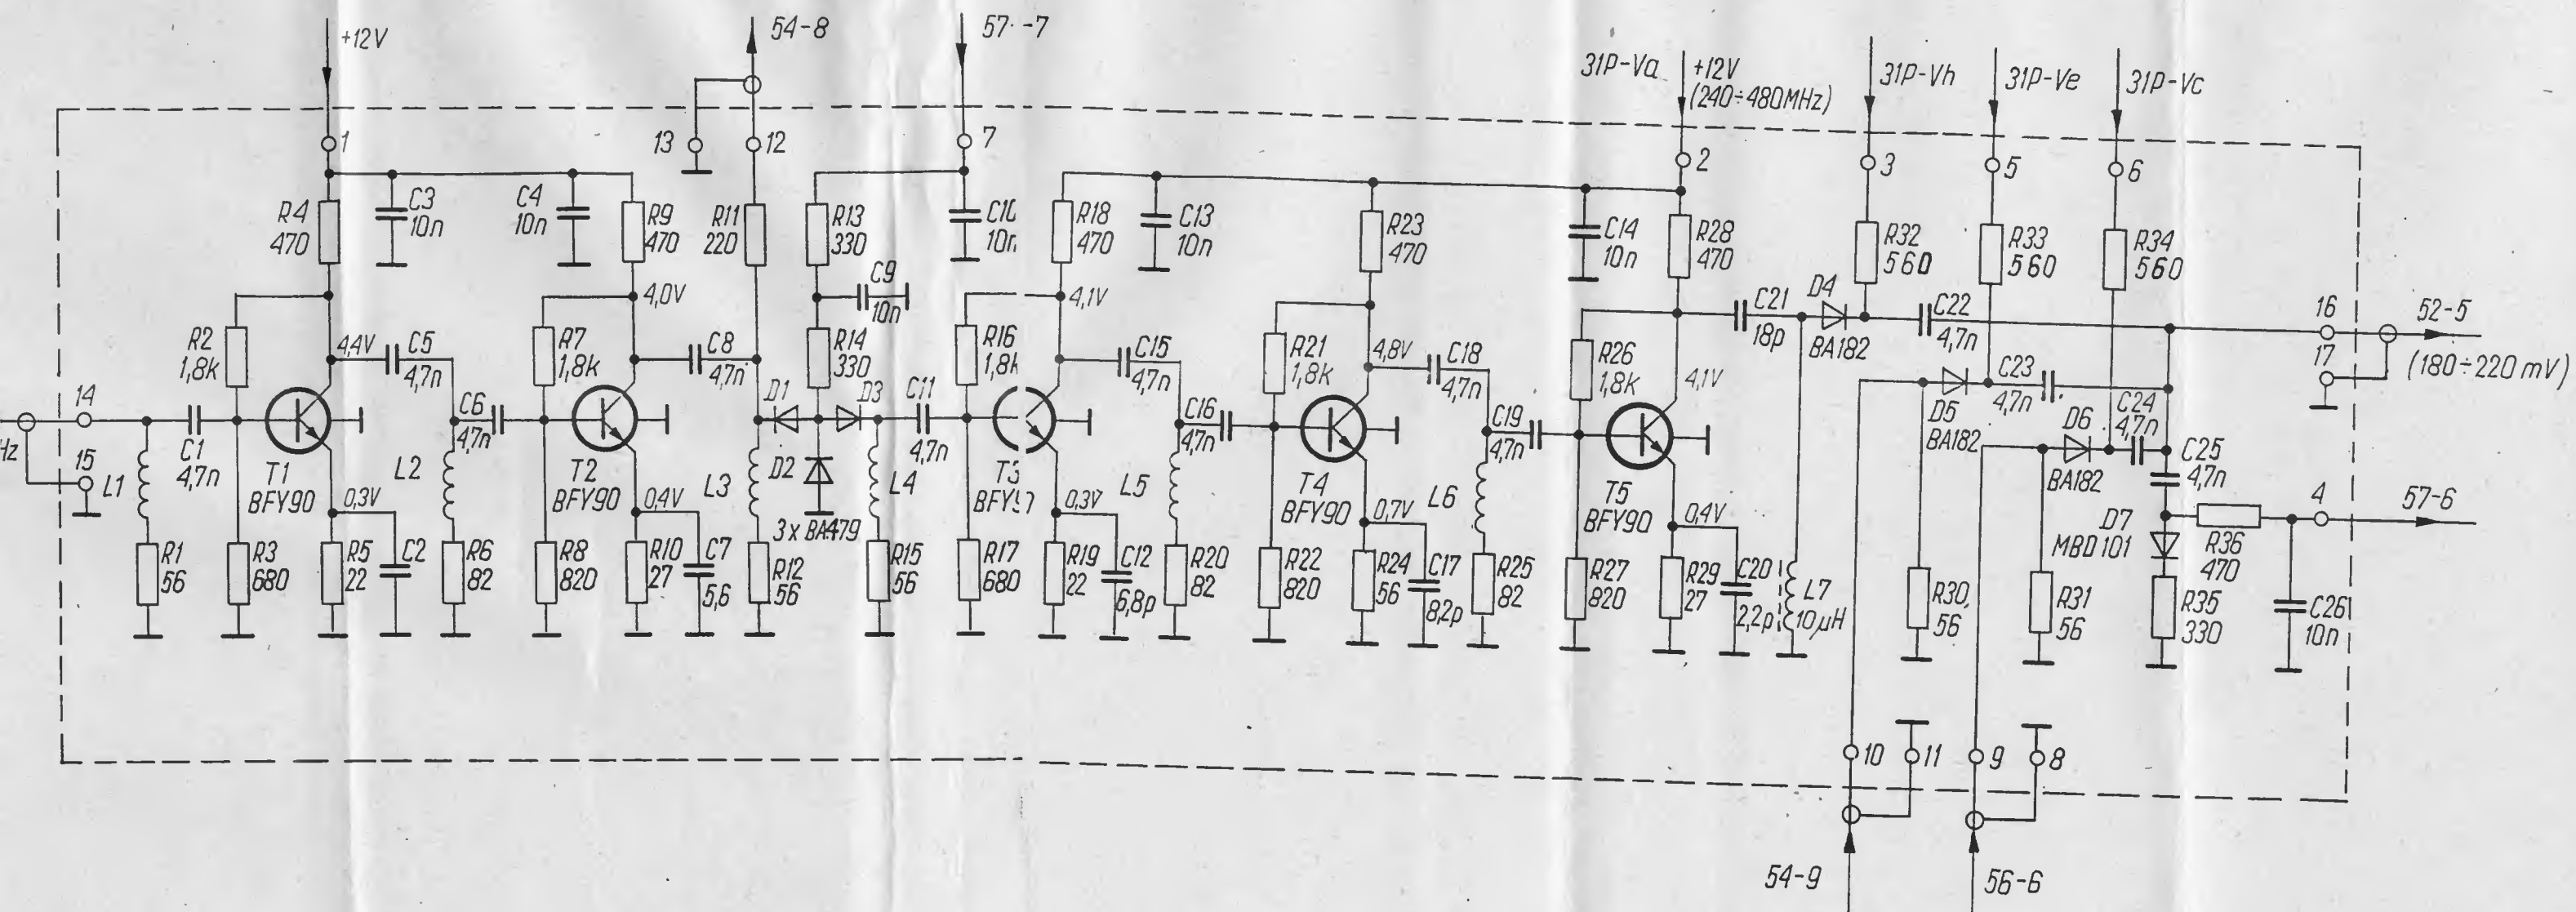 +12V
54-8
57-7
31P-Va
+12V
(240÷480MHz)
31P-Vh
31P-Ve
31P-Vc
1
13
12
7
2
3
5
6
R4
470
C3
10n
C4
10n
R9
470
R11
220
R13
330
C10
R18
470
C13
10n
R23
470
C14
10n
R28
470
R32
560
R33
560
R34
560
C9
10n
4,0V
4,1V
R2
1,8k
4,4V
C5
4,7n
R7
1,8k
C8
4,7n
R14
330
R16
1,8k
C15
4,7n
R21
1,8k
4,8V
C18
4,7n
R26
1,8k
4,1V
C21
18p
D4
BA182
C22
4,7n
16
52-5
17
(180÷220 mV)
14
Hz
15
L1
C1
4,7n
T1
BFY90
0,3V
L2
C6
4,7n
T2
BFY90
0,4V
L3
D1
D2
D3
3xBA479
L4
C11
4,7n
T3
0,3V
L5
C16
4,7n
T4
BFY90
0,7V
L6
C19
4,7n
T5
BFY90
0,4V
D5
BA182
C23
4,7n
D6
BA182
C24
4,7n
C25
4,7n
4
57-6
D7
MBD101
R36
470
R1
56
R3
680
R5
22
C2
R6
82
R8
820
R10
27
C7
5,6
R12
56
R15
56
R17
680
R19
22
C12
6,8p
R20
82
R22
820
R24
56
C17
8,2p
R25
82
R27
820
R29
27
C20
2,2p
L7
10μH
R30
56
R31
56
R35
330
C26
10n
10
11
9
8
54-9
56-6